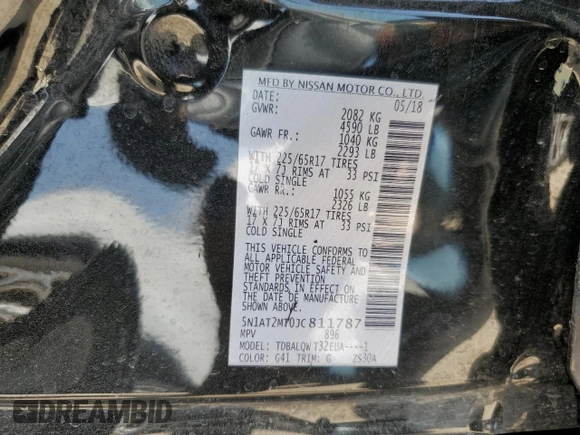 MFD BY NISSAN MOTOR CO., LTD.
DATE: 05/18
GVWR: 2082 KG
4590 LB
GAWR FR.: 1040 KG
2293 LB
WITH 225/65R17 TIRES
17 X 7J RIMS AT 33 PSI
COLD SINGLE
GAWR RR.: 1055 KG
2326 LB
WITH 225/65R17 TIRES
17 X 7J RIMS AT 33 PSI
COLD SINGLE
THIS VEHICLE CONFORMS TO
ALL APPLICABLE FEDERAL
MOTOR VEHICLE SAFETY AND
THEFT PREVENTION
STANDARDS IN EFFECT ON
THE DATE OF MANUFACTURE
SHOWN ABOVE.
5N1AT2MT0JC811787
MPV 896
MODEL: TDBALQW T32EUA----1
COLOR: G41 TRIM: G 2S30A
DREAMBID